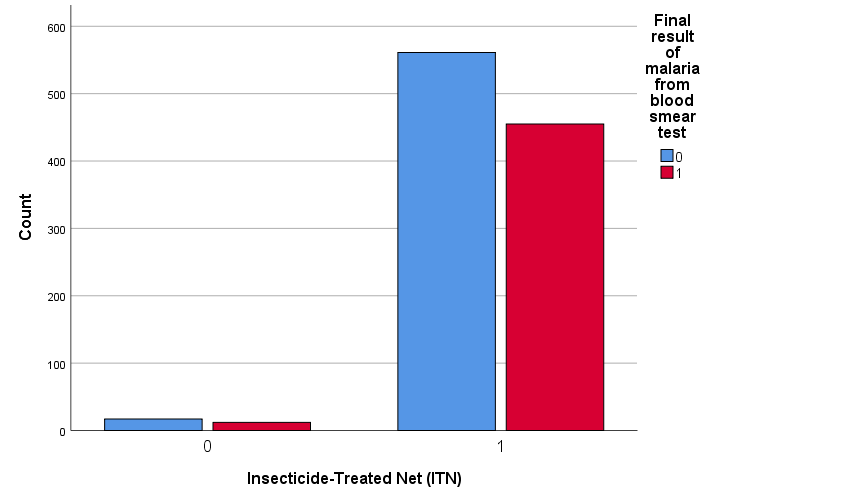 Final
result
of
malaria
from
blood
smear
test
0
1
Count
600
500
400
300
200
100
0
0 1
Insecticide-Treated Net (ITN)